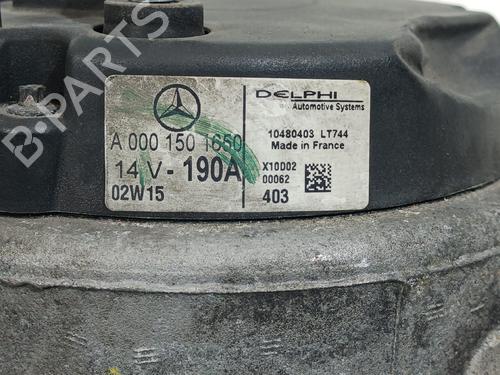 B-PARTS
DELPHI
Automotive Systems
A 000 150 1650
10480403 LT744
Made in France
14 V - 190A
X10D02
00062
02W15
403